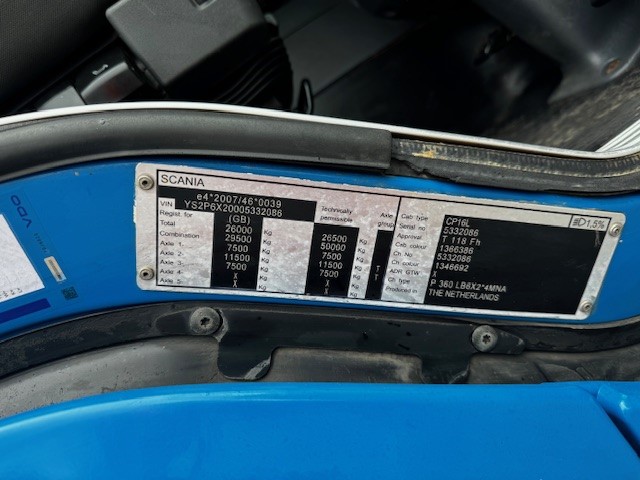 SCANIA
e4*2007/46*0039
VIN YS2P6X20005332086
Regist. for (GB) Technically permissible Axle group
Total 26000 Kg 26500 Kg
Combination 29500 Kg 50000 Kg
Axle 1. 7500 Kg 7500 Kg
Axle 2. 11500 Kg 11500 Kg T
Axle 3. 7500 Kg 7500 Kg T
Axle 4. X X
Axle 5. X X
Cab type CP16L D1,5%
Serial no 5332086
Approval T 118 Fh
Cab. colour 1366386
Ch. No 5332086
Ch. colour 1346692
ADR GTW. X
Ch. type P 360 LB6X2*4MNA
Produced in THE NETHERLANDS
VDO